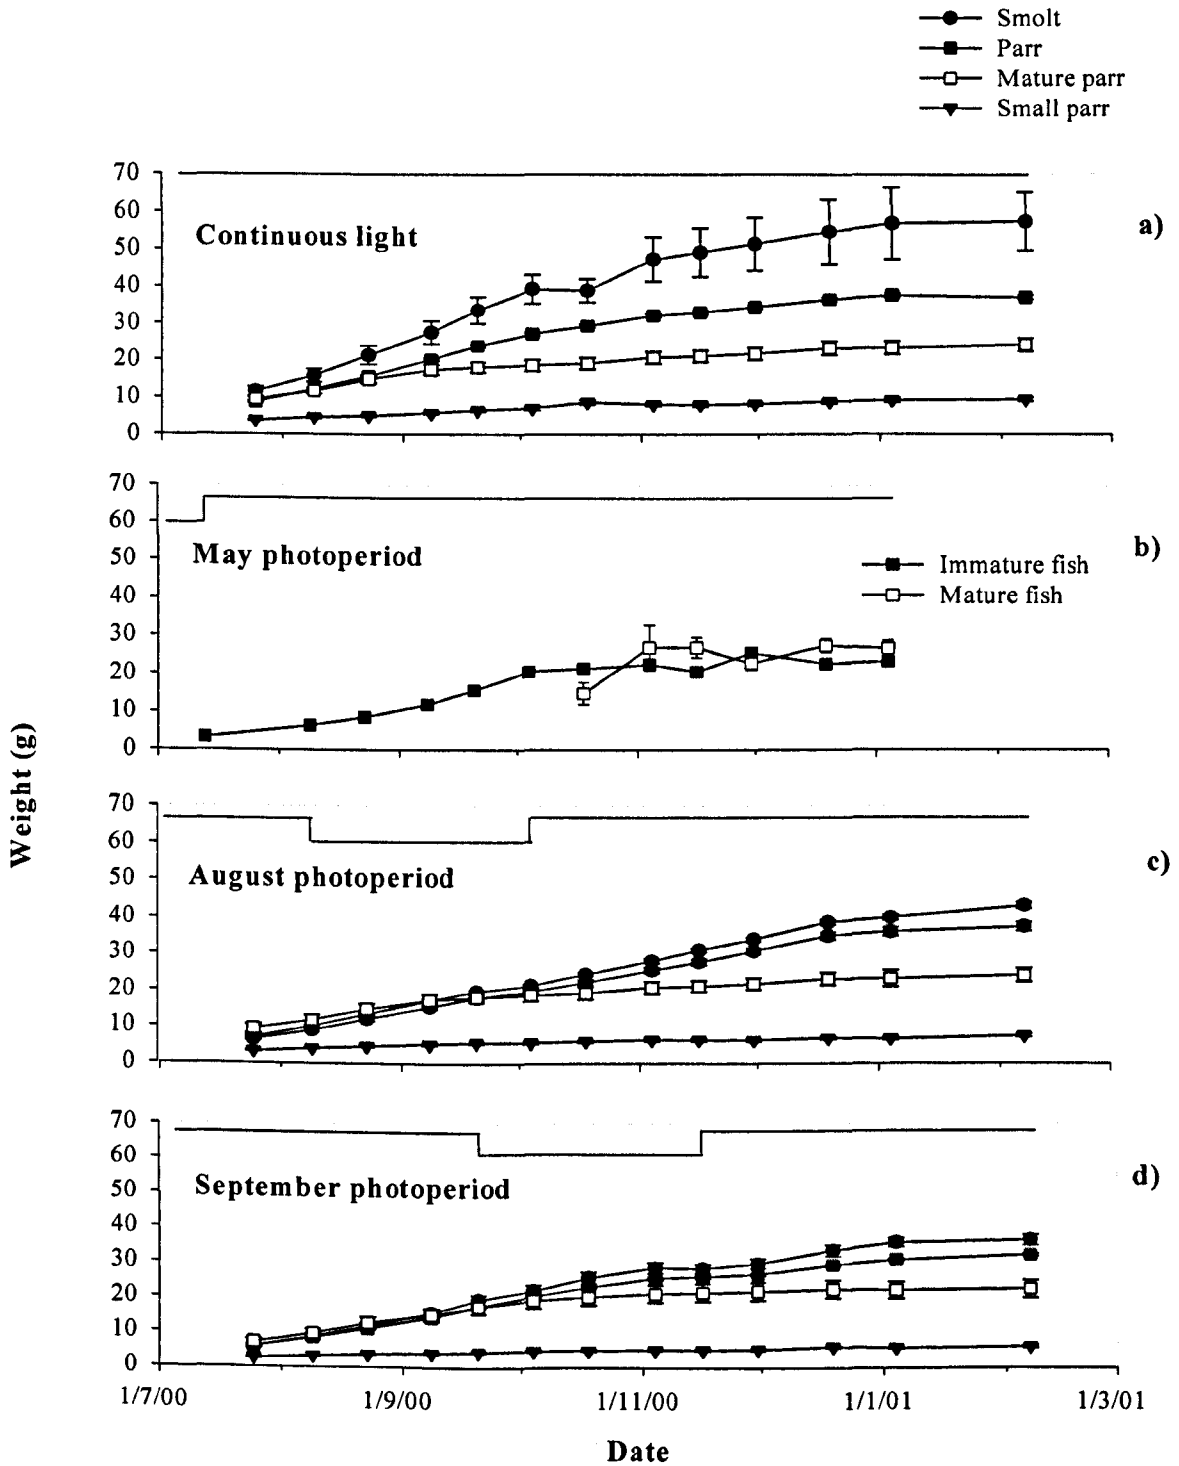 Smolt
Parr
Mature parr
Small parr
70
60
50
40
30
20
10
0
Continuous light
a)
70
60
50
40
30
20
10
0
May photoperiod
b)
Immature fish
Mature fish
Weight (g)
70
60
50
40
30
20
10
0
August photoperiod
c)
70
60
50
40
30
20
10
0
September photoperiod
d)
1/7/00 1/9/00 1/11/00 1/1/01 1/3/01
Date